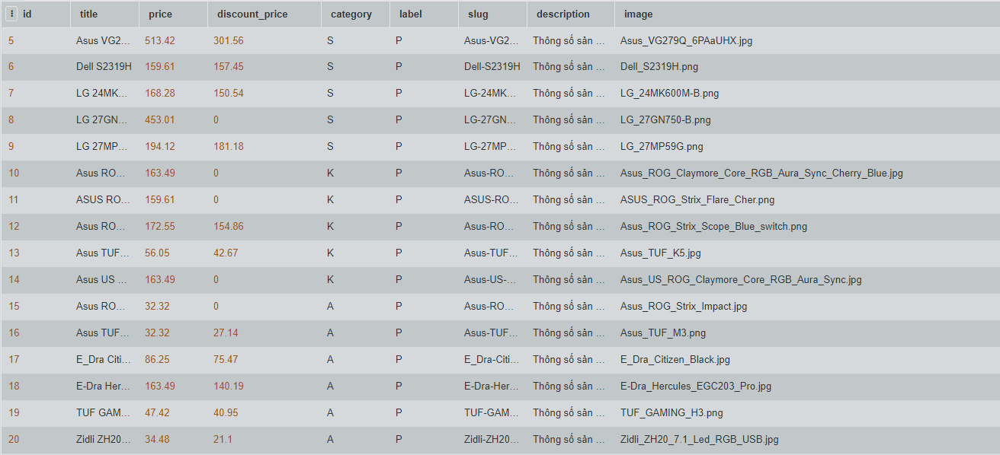 id title price discount_price category label slug description image
5 Asus VG2... 513.42 301.56 S P Asus-VG2... Thông số sản ... Asus_VG279Q_6PAaUHX.jpg
6 Dell S2319H 159.61 157.45 S P Dell-S2319H Thông số sản ... Dell_S2319H.png
7 LG 24MK... 168.28 150.54 S P LG-24MK... Thông số sản ... LG_24MK600M-B.png
8 LG 27GN... 453.01 0 S P LG-27GN... Thông số sản ... LG_27GN750-B.png
9 LG 27MP... 194.12 181.18 S P LG-27MP... Thông số sản ... LG_27MP59G.png
10 Asus RO... 163.49 0 K P Asus-RO... Thông số sản ... Asus_ROG_Claymore_Core_RGB_Aura_Sync_Cherry_Blue.jpg
11 ASUS RO... 159.61 0 K P ASUS-RO... Thông số sản ... ASUS_ROG_Strix_Flare_Cher.png
12 Asus RO... 172.55 154.86 K P Asus-RO... Thông số sản ... Asus_ROG_Strix_Scope_Blue_switch.png
13 Asus TUF... 56.05 42.67 K P Asus-TUF... Thông số sản ... Asus_TUF_K5.jpg
14 Asus US ... 163.49 0 K P Asus-US-... Thông số sản ... Asus_US_ROG_Claymore_Core_RGB_Aura_Sync.jpg
15 Asus RO... 32.32 0 A P Asus-RO... Thông số sản ... Asus_ROG_Strix_Impact.jpg
16 Asus TUF... 32.32 27.14 A P Asus-TUF... Thông số sản ... Asus_TUF_M3.png
17 E_Dra Citi... 86.25 75.47 A P E_Dra-Citi... Thông số sản ... E_Dra_Citizen_Black.jpg
18 E-Dra Her... 163.49 140.19 A P E-Dra-Her... Thông số sản ... E-Dra_Hercules_EGC203_Pro.jpg
19 TUF GAM... 47.42 40.95 A P TUF-GAM... Thông số sản ... TUF_GAMING_H3.png
20 Zidli ZH20... 34.48 21.1 A P Zidli-ZH20... Thông số sản ... Zidli_ZH20_7.1_Led_RGB_USB.jpg